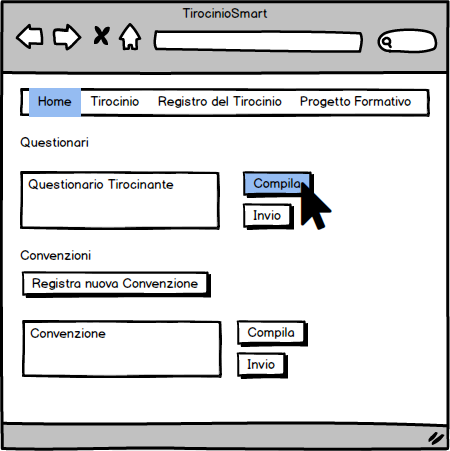 TirocinioSmart
Home Tirocinio Registro del Tirocinio Progetto Formativo
Questionari
Questionario Tirocinante
Compila
Invio
Convenzioni
Registra nuova Convenzione
Convenzione
Compila
Invio